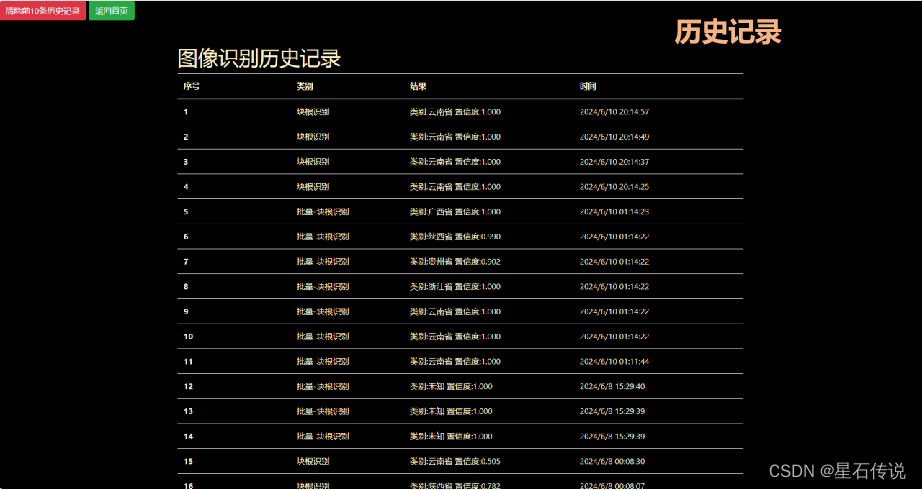 清除前10条历史记录 返回首页
历史记录
图像识别历史记录
序号 类别 结果 时间
1 块根识别 类别:云南省 置信度:1.000 2024/6/10 20:14:57
2 块根识别 类别:云南省 置信度:1.000 2024/6/10 20:14:49
3 块根识别 类别:云南省 置信度:1.000 2024/6/10 20:14:37
4 块根识别 类别:云南省 置信度:1.000 2024/6/10 20:14:25
5 批量-块根识别 类别:广西省 置信度:1.000 2024/6/10 01:14:23
6 批量-块根识别 类别:陕西省 置信度:0.990 2024/6/10 01:14:22
7 批量-块根识别 类别:贵州省 置信度:0.902 2024/6/10 01:14:22
8 批量-块根识别 类别:浙江省 置信度:1.000 2024/6/10 01:14:22
9 批量-块根识别 类别:云南省 置信度:1.000 2024/6/10 01:14:22
10 批量-块根识别 类别:云南省 置信度:1.000 2024/6/10 01:14:22
11 批量-块根识别 类别:云南省 置信度:1.000 2024/6/10 01:11:44
12 批量-块根识别 类别:未知 置信度:1.000 2024/6/8 15:29:40
13 批量-块根识别 类别:未知 置信度:1.000 2024/6/8 15:29:39
14 批量-块根识别 类别:未知 置信度:1.000 2024/6/8 15:29:39
15 块根识别 类别:云南省 置信度:0.505 2024/6/8 00:08:30
16 块根识别 类别:陕西省 置信度:0.782 2024/6/8 00:08:07
CSDN @星石传说